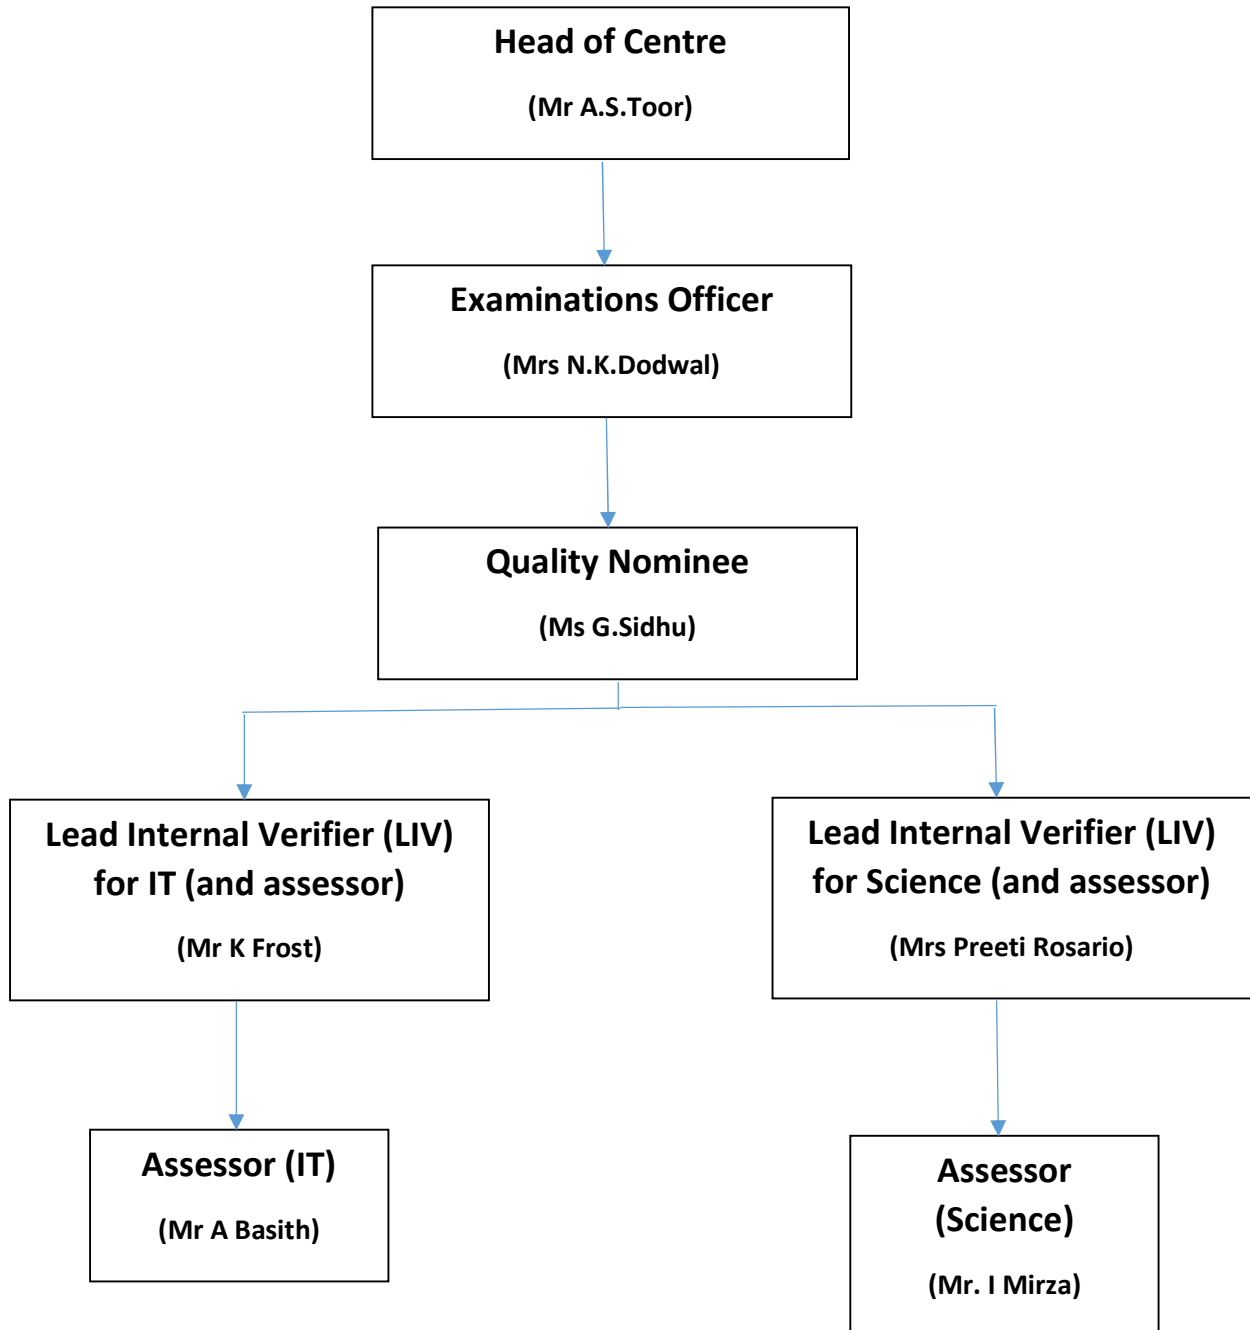 Head of Centre
(Mr A.S.Toor)
Examinations Officer
(Mrs N.K.Dodwal)
Quality Nominee
(Ms G.Sidhu)
Lead Internal Verifier (LIV)
for IT (and assessor)
(Mr K Frost)
Lead Internal Verifier (LIV)
for Science (and assessor)
(Mrs Preeti Rosario)
Assessor (IT)
(Mr A Basith)
Assessor
(Science)
(Mr. I Mirza)